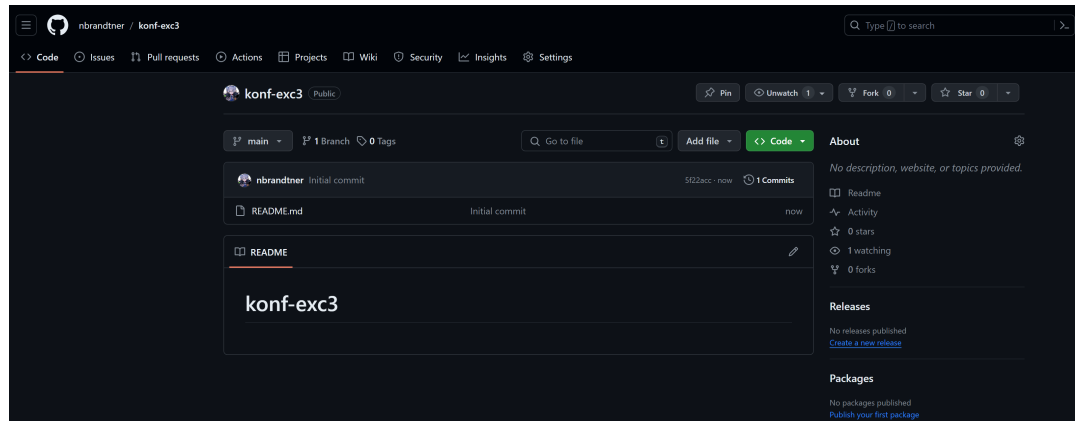 nbrandtner / konf-exc3
Type / to search
Code Issues Pull requests Actions Projects Wiki Security Insights Settings
konf-exc3 Public
Pin Unwatch 1 Fork 0 Star 0
main 1 Branch 0 Tags
Go to file t Add file Code
nbrandtner Initial commit 5f22acc · now 1 Commits
README.md Initial commit now
README
konf-exc3
About
No description, website, or topics provided.
Readme
Activity
0 stars
1 watching
0 forks
Releases
No releases published
Create a new release
Packages
No packages published
Publish your first package